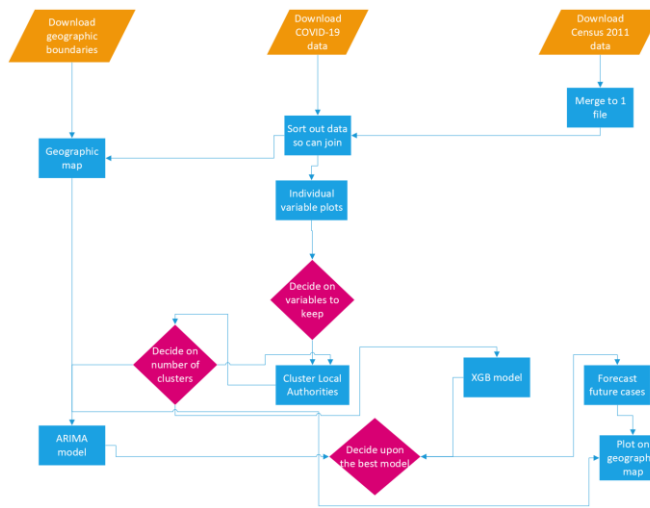 Download
geographic
boundaries
Download
COVID-19
data
Download
Census 2011
data
Merge to 1
file
Sort out data
so can join
Geographic
map
Individual
variable plots
Decide on
variables to
keep
Decide on
number of
clusters
Cluster Local
Authorities
XGB model
Forecast
future cases
ARIMA
model
Decide upon
the best model
Plot on
geographi
map